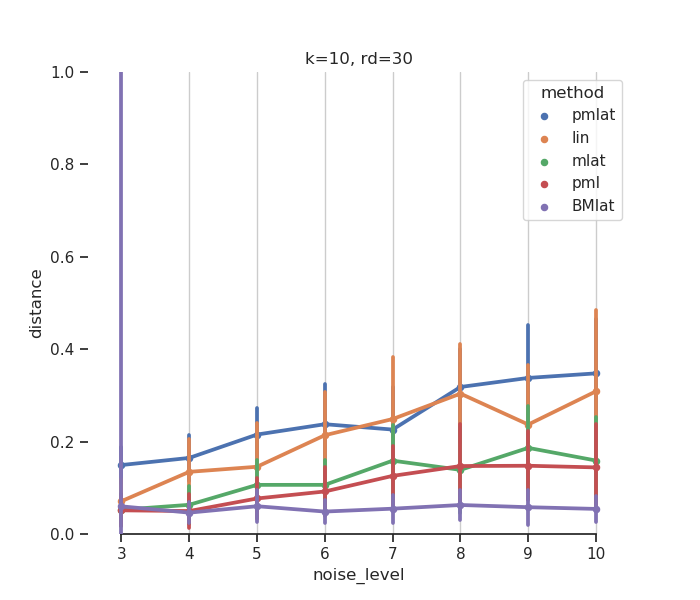 k=10, rd=30
1.0
0.8
0.6
0.4
0.2
0.0
distance
method
pmlat
lin
mlat
pml
BMlat
3 4 5 6 7 8 9 10
noise_level